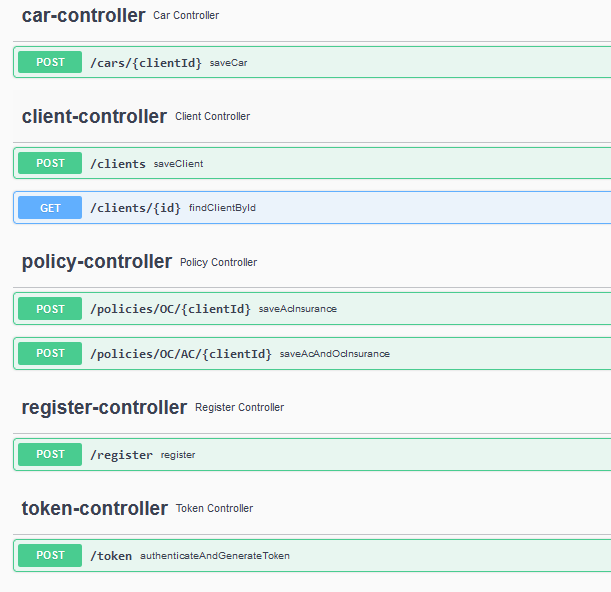 car-controller Car Controller
POST /cars/{clientId} saveCar
client-controller Client Controller
POST /clients saveClient
GET /clients/{id} findClientById
policy-controller Policy Controller
POST /policies/OC/{clientId} saveAcInsurance
POST /policies/OC/AC/{clientId} saveAcAndOcInsurance
register-controller Register Controller
POST /register register
token-controller Token Controller
POST /token authenticateAndGenerateToken